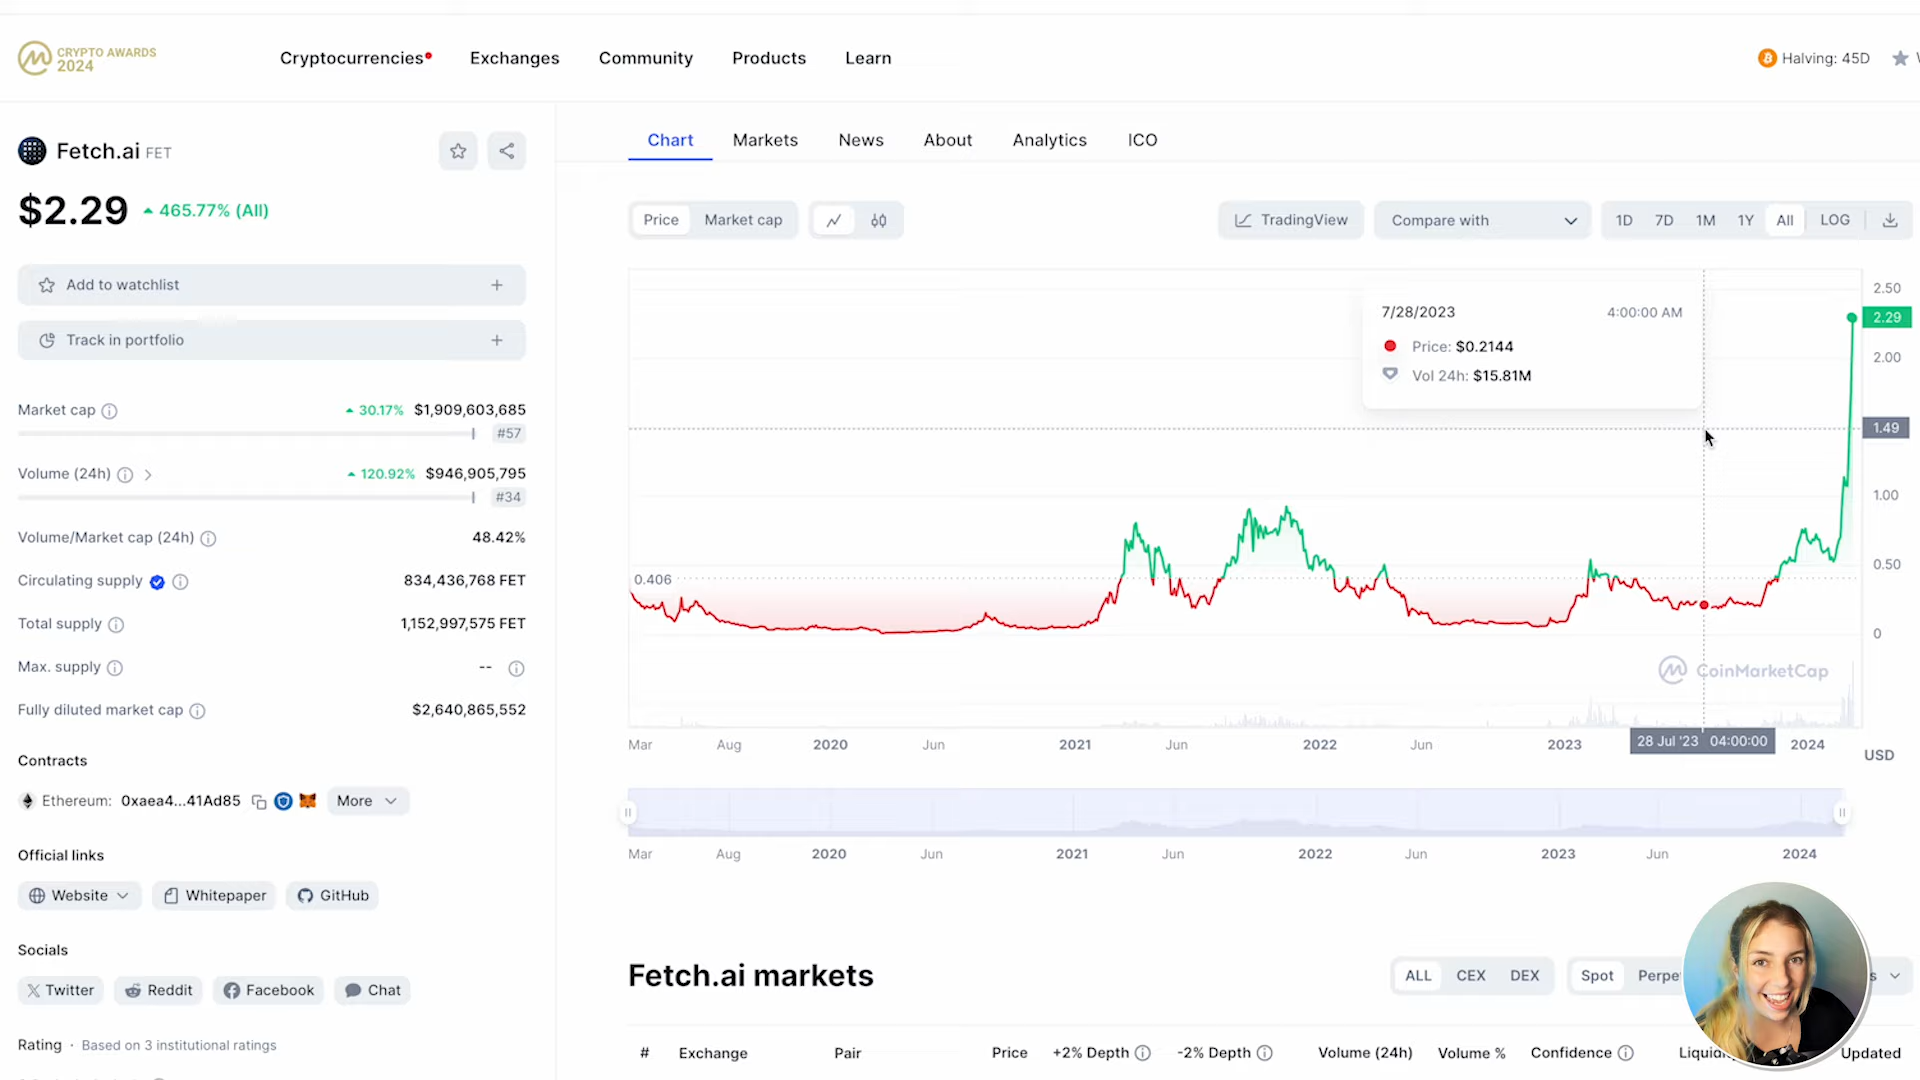 CRYPTO AWARDS
2024
Cryptocurrencies
Exchanges
Community
Products
Learn
Halving: 45D
Fetch.ai FET
$2.29
465.77% (All)
Add to watchlist
Track in portfolio
Market cap
30.17% $1,909,603,685
#57
Volume (24h)
120.92% $946,905,795
#34
Volume/Market cap (24h)
48.42%
Circulating supply
834,436,768 FET
Total supply
1,152,997,575 FET
Max. supply
--
Fully diluted market cap
$2,640,865,552
Contracts
Ethereum: 0xaea4...41Ad85
More
Official links
Website
Whitepaper
GitHub
Socials
Twitter
Reddit
Facebook
Chat
Rating · Based on 3 institutional ratings
Chart
Markets
News
About
Analytics
ICO
Price
Market cap
TradingView
Compare with
1D
7D
1M
1Y
All
LOG
7/28/2023
4:00:00 AM
Price: $0.2144
Vol 24h: $15.81M
2.50
2.29
2.00
1.49
1.00
0.50
0
0.406
CoinMarketCap
Mar
Aug
2020
Jun
2021
Jun
2022
Jun
2023
28 Jul '23 04:00:00
2024
USD
Mar
Aug
2020
Jun
2021
Jun
2022
Jun
2023
Jun
2024
Fetch.ai markets
ALL
CEX
DEX
Spot
#
Exchange
Pair
Price
+2% Depth
-2% Depth
Volume (24h)
Volume %
Confidence
Updated